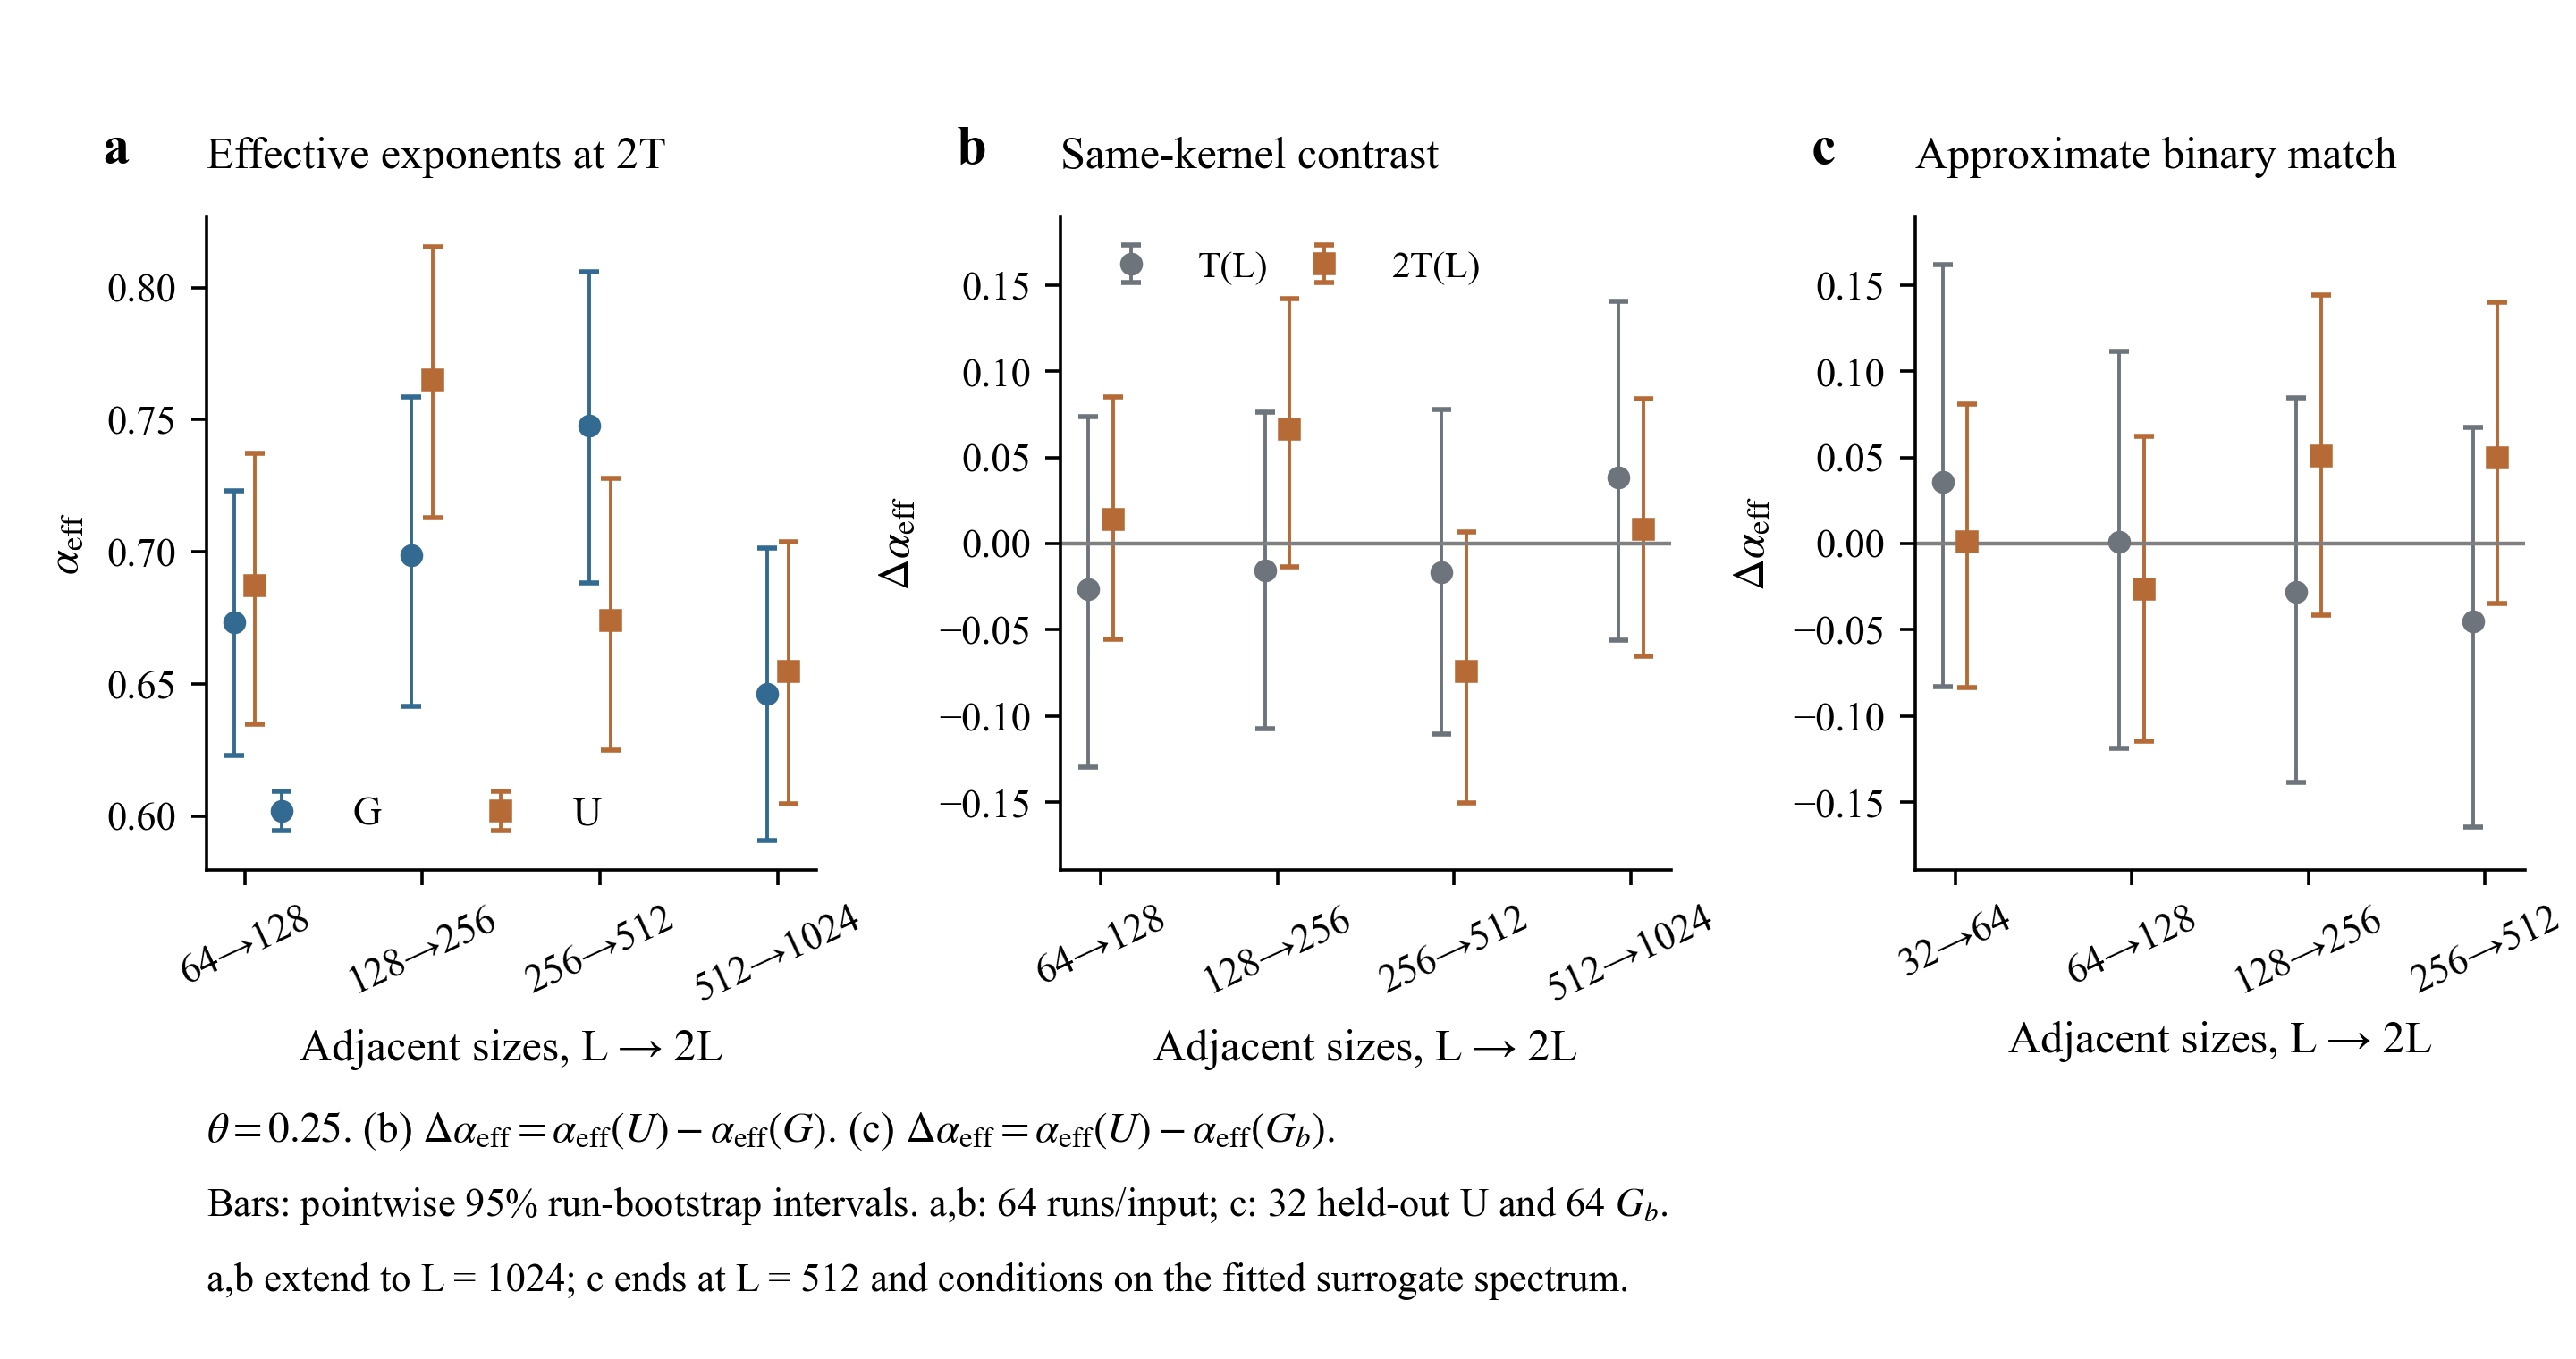 a Effective exponents at 2T
0.80
0.75
0.70
0.65
0.60
αeff
G U
64→128 128→256 256→512 512→1024
Adjacent sizes, L → 2L
b Same-kernel contrast
T(L) 2T(L)
0.15
0.10
0.05
0.00
−0.05
−0.10
−0.15
Δαeff
64→128 128→256 256→512 512→1024
Adjacent sizes, L → 2L
c Approximate binary match
0.15
0.10
0.05
0.00
−0.05
−0.10
−0.15
Δαeff
32→64 64→128 128→256 256→512
Adjacent sizes, L → 2L
θ = 0.25. (b) Δαeff = αeff(U) − αeff(G). (c) Δαeff = αeff(U) − αeff(Gb).
Bars: pointwise 95% run-bootstrap intervals. a,b: 64 runs/input; c: 32 held-out U and 64 Gb.
a,b extend to L = 1024; c ends at L = 512 and conditions on the fitted surrogate spectrum.